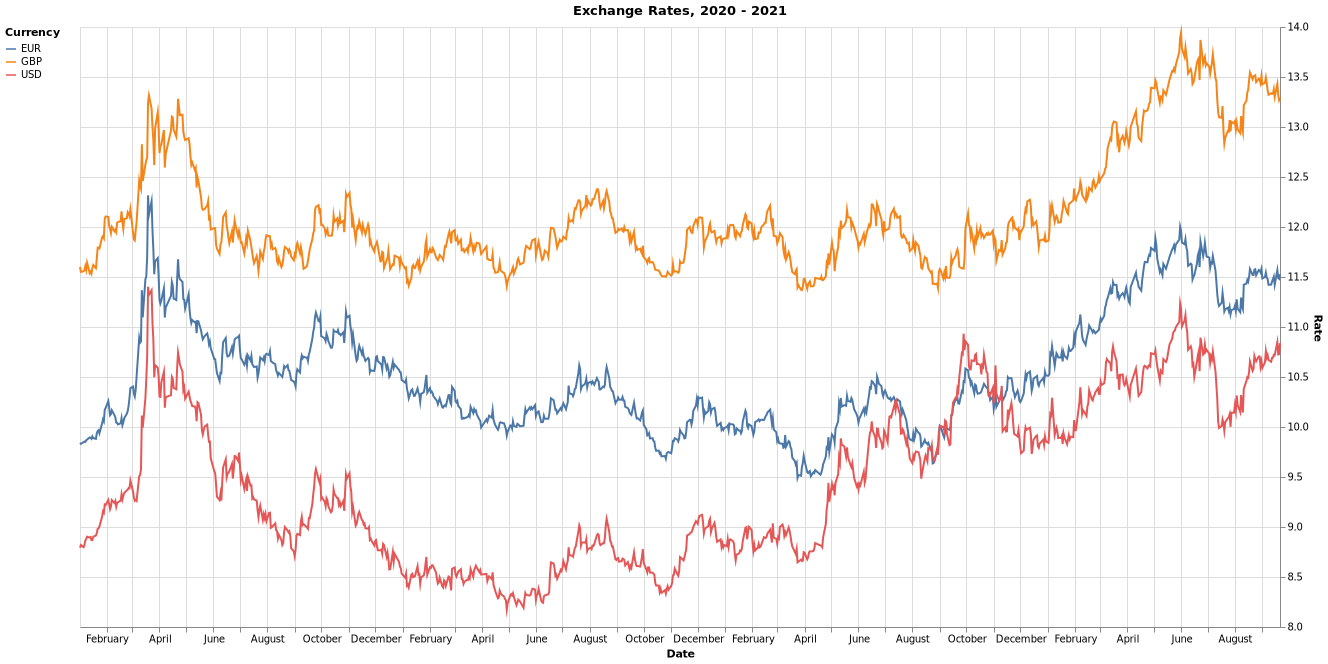 Exchange Rates, 2020 - 2021
Currency
EUR
GBP
USD
14.0
13.5
13.0
12.5
12.0
11.5
11.0
10.5
10.0
9.5
9.0
8.5
8.0
Rate
February April June August October December February April June August October December February April June August October December February April June August
Date